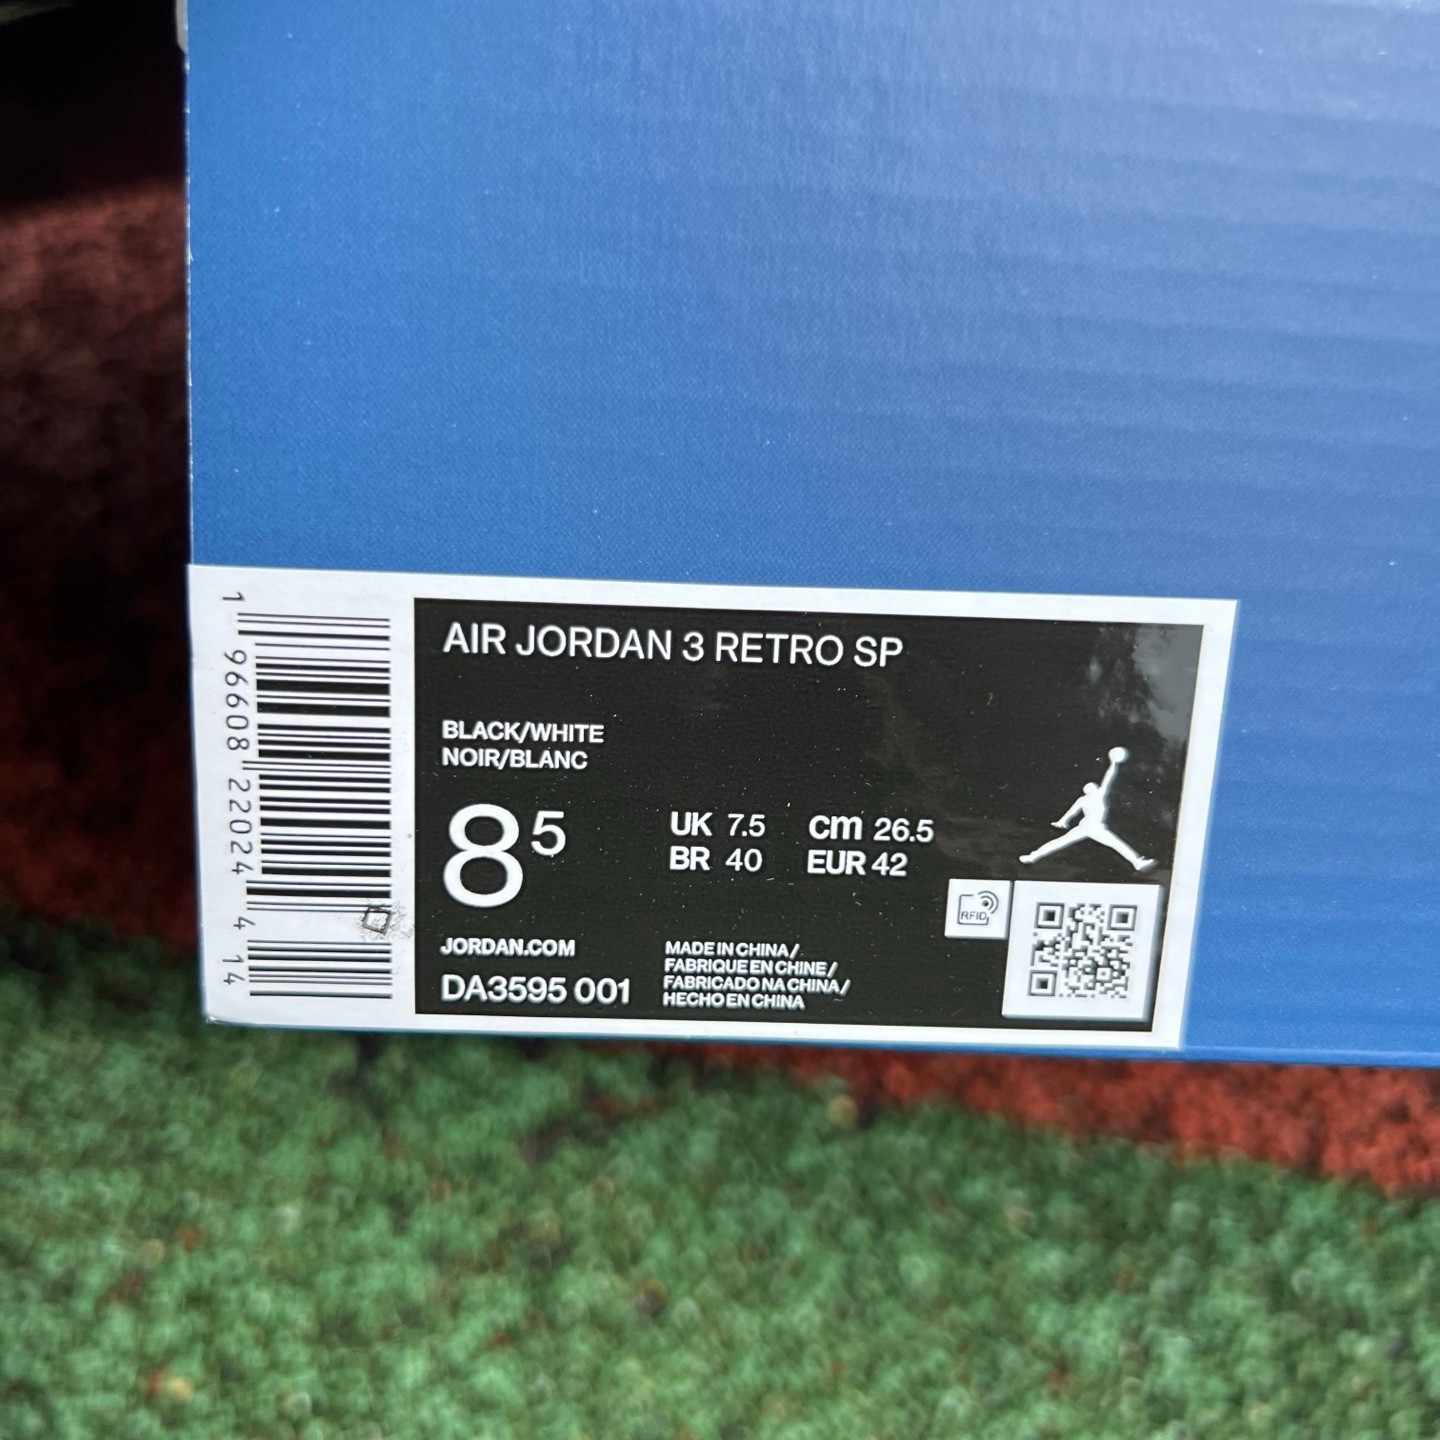 AIR JORDAN 3 RETRO SP
BLACK/WHITE
NOIR/BLANC
8 5
UK 7.5 cm 26.5
BR 40 EUR 42
RFID
JORDAN.COM
DA3595 001
MADE IN CHINA/
FABRIQUE EN CHINE/
FABRICADO NA CHINA/
HECHO EN CHINA
1 96608 22024 4 14